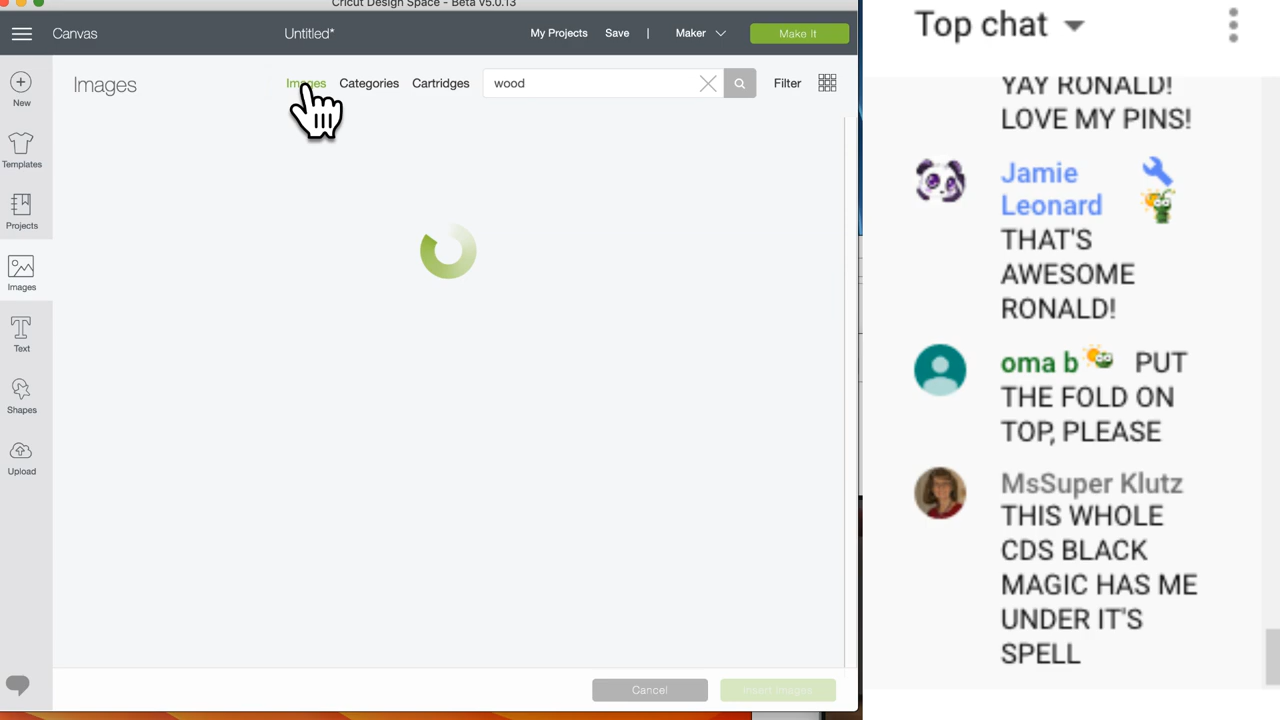 Cricut Design Space - Beta v5.0.13
Canvas
Untitled*
My Projects
Save
|
Maker
Make It
New
Templates
Projects
Images
Text
Shapes
Upload
Images
Images
Categories
Cartridges
wood
Filter
Cancel
Insert Images
Top chat
YAY RONALD!
LOVE MY PINS!
Jamie
Leonard
THAT'S
AWESOME
RONALD!
oma b PUT
THE FOLD ON
TOP, PLEASE
MsSuper Klutz
THIS WHOLE
CDS BLACK
MAGIC HAS ME
UNDER IT'S
SPELL